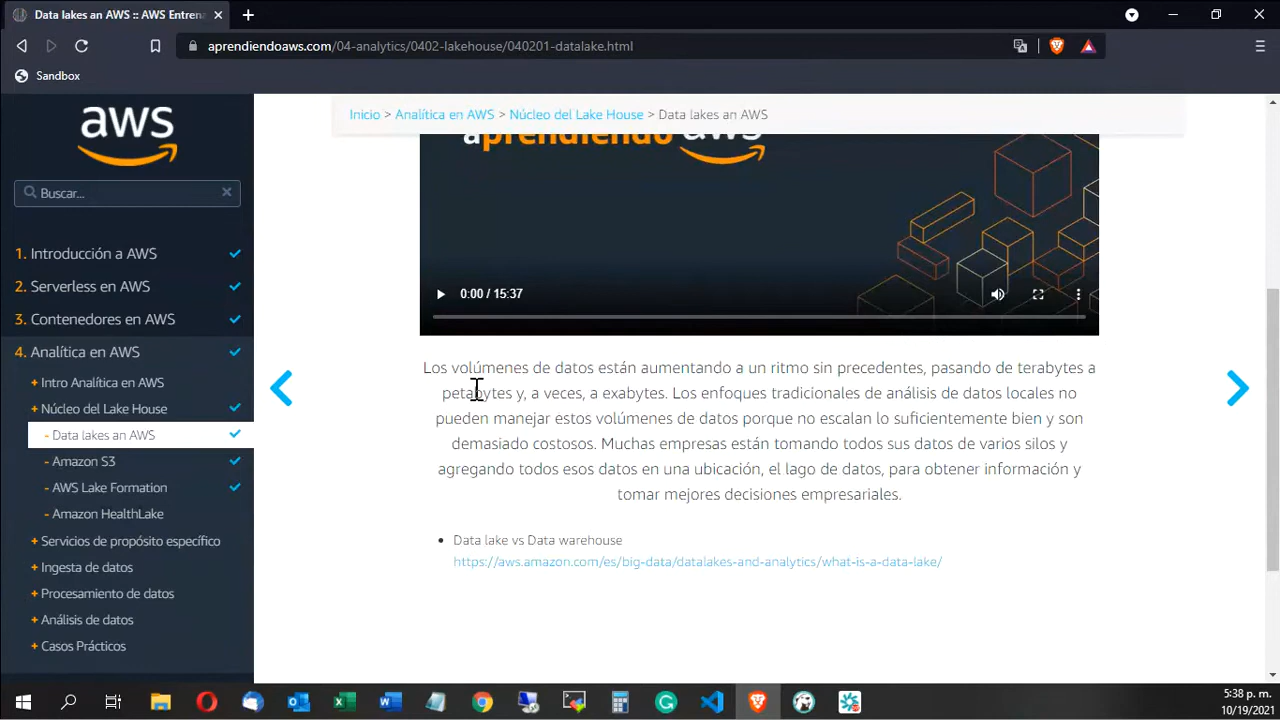 Data lakes an AWS :: AWS Entrena
aprendiendoaws.com/04-analytics/0402-lakehouse/040201-datalake.html
Sandbox
aws
Buscar...
1. Introducción a AWS
2. Serverless en AWS
3. Contenedores en AWS
4. Analítica en AWS
+ Intro Analítica en AWS
+ Núcleo del Lake House
- Data lakes an AWS
- Amazon S3
- AWS Lake Formation
- Amazon HealthLake
+ Servicios de propósito específico
+ Ingesta de datos
+ Procesamiento de datos
+ Análisis de datos
+ Casos Prácticos
Inicio > Analítica en AWS > Núcleo del Lake House > Data lakes an AWS
aprendiendo aws
0:00 / 15:37
Los volúmenes de datos están aumentando a un ritmo sin precedentes, pasando de terabytes a
petabytes y, a veces, a exabytes. Los enfoques tradicionales de análisis de datos locales no
pueden manejar estos volúmenes de datos porque no escalan lo suficientemente bien y son
demasiado costosos. Muchas empresas están tomando todos sus datos de varios silos y
agregando todos esos datos en una ubicación, el lago de datos, para obtener información y
tomar mejores decisiones empresariales.
• Data lake vs Data warehouse
https://aws.amazon.com/es/big-data/datalakes-and-analytics/what-is-a-data-lake/
5:38 p. m.
10/19/2021